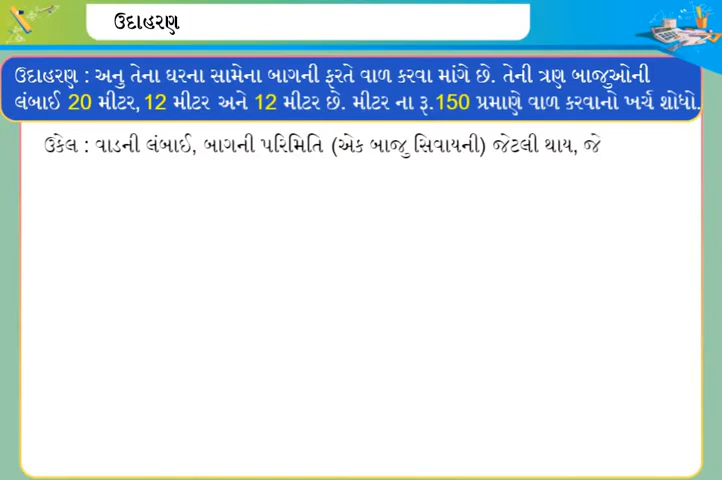 ઉદાહરણ
ઉદાહરણ : અનુ તેના ઘરના સામેના બાગની ફરતે વાળ કરવા માંગે છે. તેની ત્રણ બાજુઓની
લંબાઈ 20 મીટર, 12 મીટર અને 12 મીટર છે. મીટર ના રૂ.150 પ્રમાણે વાળ કરવાનો ખર્ચ શોધો.
ઉકેલ : વાડની લંબાઈ, બાગની પરિમિતિ (એક બાજુ સિવાયની) જેટલી થાય, જે